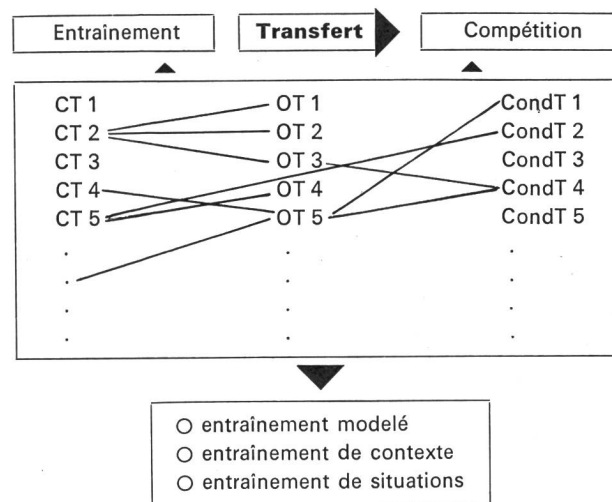 Entraînement Transfert Compétition
CT 1 OT 1 CondT 1
CT 2 OT 2 CondT 2
CT 3 OT 3 CondT 3
CT 4 OT 4 CondT 4
CT 5 OT 5 CondT 5
. . .
. . .
. . .
. . .
entraînement modelé
entraînement de contexte
entraînement de situations